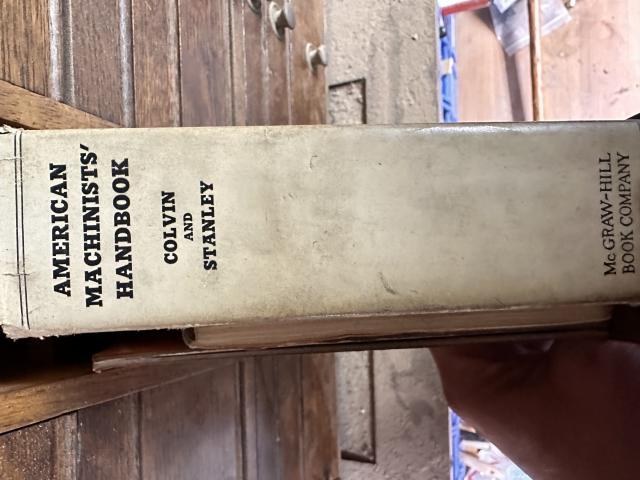 AMERICAN
MACHINISTS'
HANDBOOK
COLVIN
AND
STANLEY
McGRAW-HILL
BOOK COMPANY